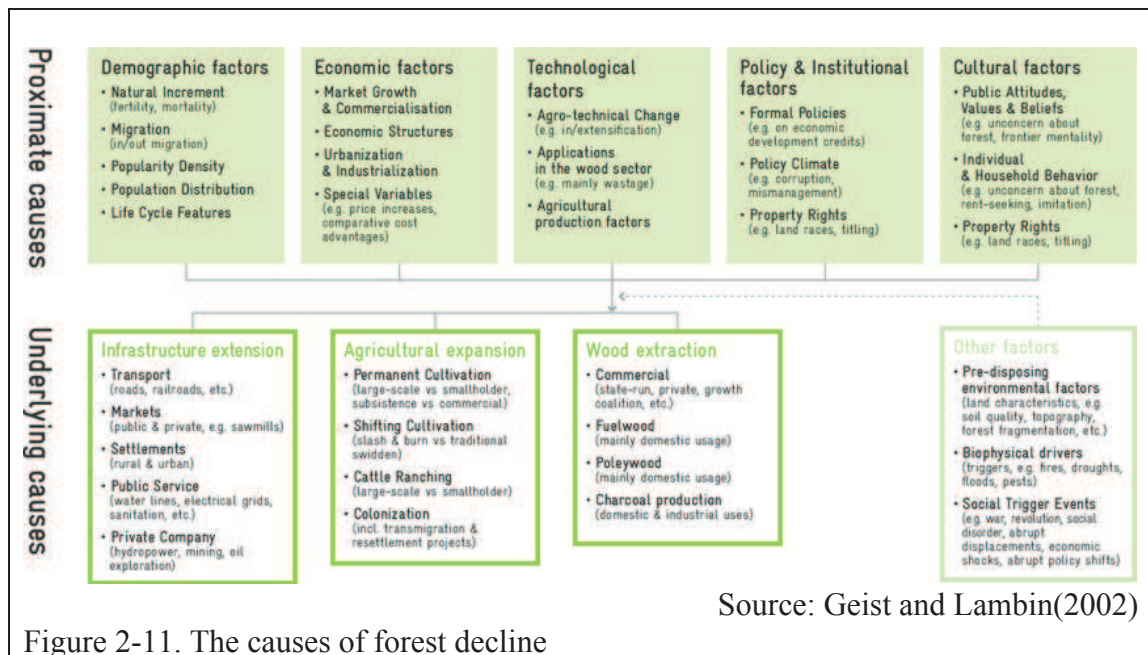 Proximate causes
Demographic factors
• Natural Increment
(fertility, mortality)
• Migration
(in/out migration)
• Popularity Density
• Population Distribution
• Life Cycle Features
Economic factors
• Market Growth
& Commercialisation
• Economic Structures
• Urbanization
& Industrialization
• Special Variables
(e.g. price increases,
comparative cost
advantages)
Technological
factors
• Agro-technical Change
(e.g. in/extensification)
• Applications
in the wood sector
(e.g. mainly wastage)
• Agricultural
production factors
Policy & Institutional
factors
• Formal Policies
(e.g. on economic
development credits)
• Policy Climate
(e.g. corruption,
mismanagement)
• Property Rights
(e.g. land races, titling)
Cultural factors
• Public Attitudes,
Values & Beliefs
(e.g. unconcern about
forest, frontier mentality)
• Individual
& Household Behavior
(e.g. unconcern about forest,
rent-seeking, imitation)
• Property Rights
(e.g. land races, titling)
Underlying causes
Infrastructure extension
• Transport
(roads, railroads, etc.)
• Markets
(public & private, e.g. sawmills)
• Settlements
(rural & urban)
• Public Service
(water lines, electrical grids,
sanitation, etc.)
• Private Company
(hydropower, mining, oil
exploration)
Agricultural expansion
• Permanent Cultivation
(large-scale vs smallholder,
subsistence vs commercial)
• Shifting Cultivation
(slash & burn vs traditional
swidden)
• Cattle Ranching
(large-scale vs smallholder)
• Colonization
(incl. transmigration &
resettlement projects)
Wood extraction
• Commercial
(state-run, private, growth
coalition, etc.)
• Fuelwood
(mainly domestic usage)
• Poleywood
(mainly domestic usage)
• Charcoal production
(domestic & industrial uses)
Other factors
• Pre-disposing
environmental factors
(land characteristics, e.g.
soil quality, topography,
forest fragmentation, etc.)
• Biophysical drivers
(triggers, e.g. fires, droughts,
floods, pests)
• Social Trigger Events
(e.g. war, revolution, social
disorder, abrupt
displacements, economic
shocks, abrupt policy shifts)
Source: Geist and Lambin(2002)
Figure 2-11. The causes of forest decline